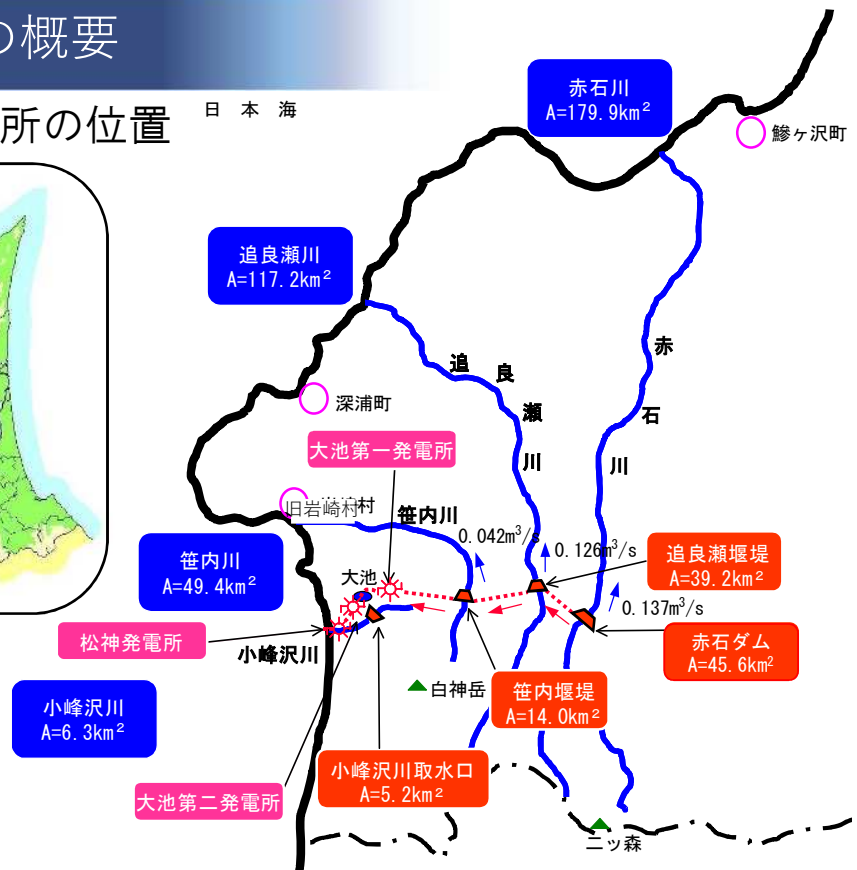 の概要
所の位置
日本海
赤石川
A=179.9km²
鰺ヶ沢町
追良瀬川
A=117.2km²
赤石川
追良瀬川
深浦町
大池第一発電所
旧岩崎村
笹内川
0.042m³/s
0.126m³/s
追良瀬堰堤
A=39.2km²
笹内川
A=49.4km²
大池
0.137m³/s
松神発電所
小峰沢川
赤石ダム
A=45.6km²
白神岳
笹内堰堤
A=14.0km²
小峰沢川
A=6.3km²
小峰沢川取水口
A=5.2km²
大池第二発電所
二ッ森